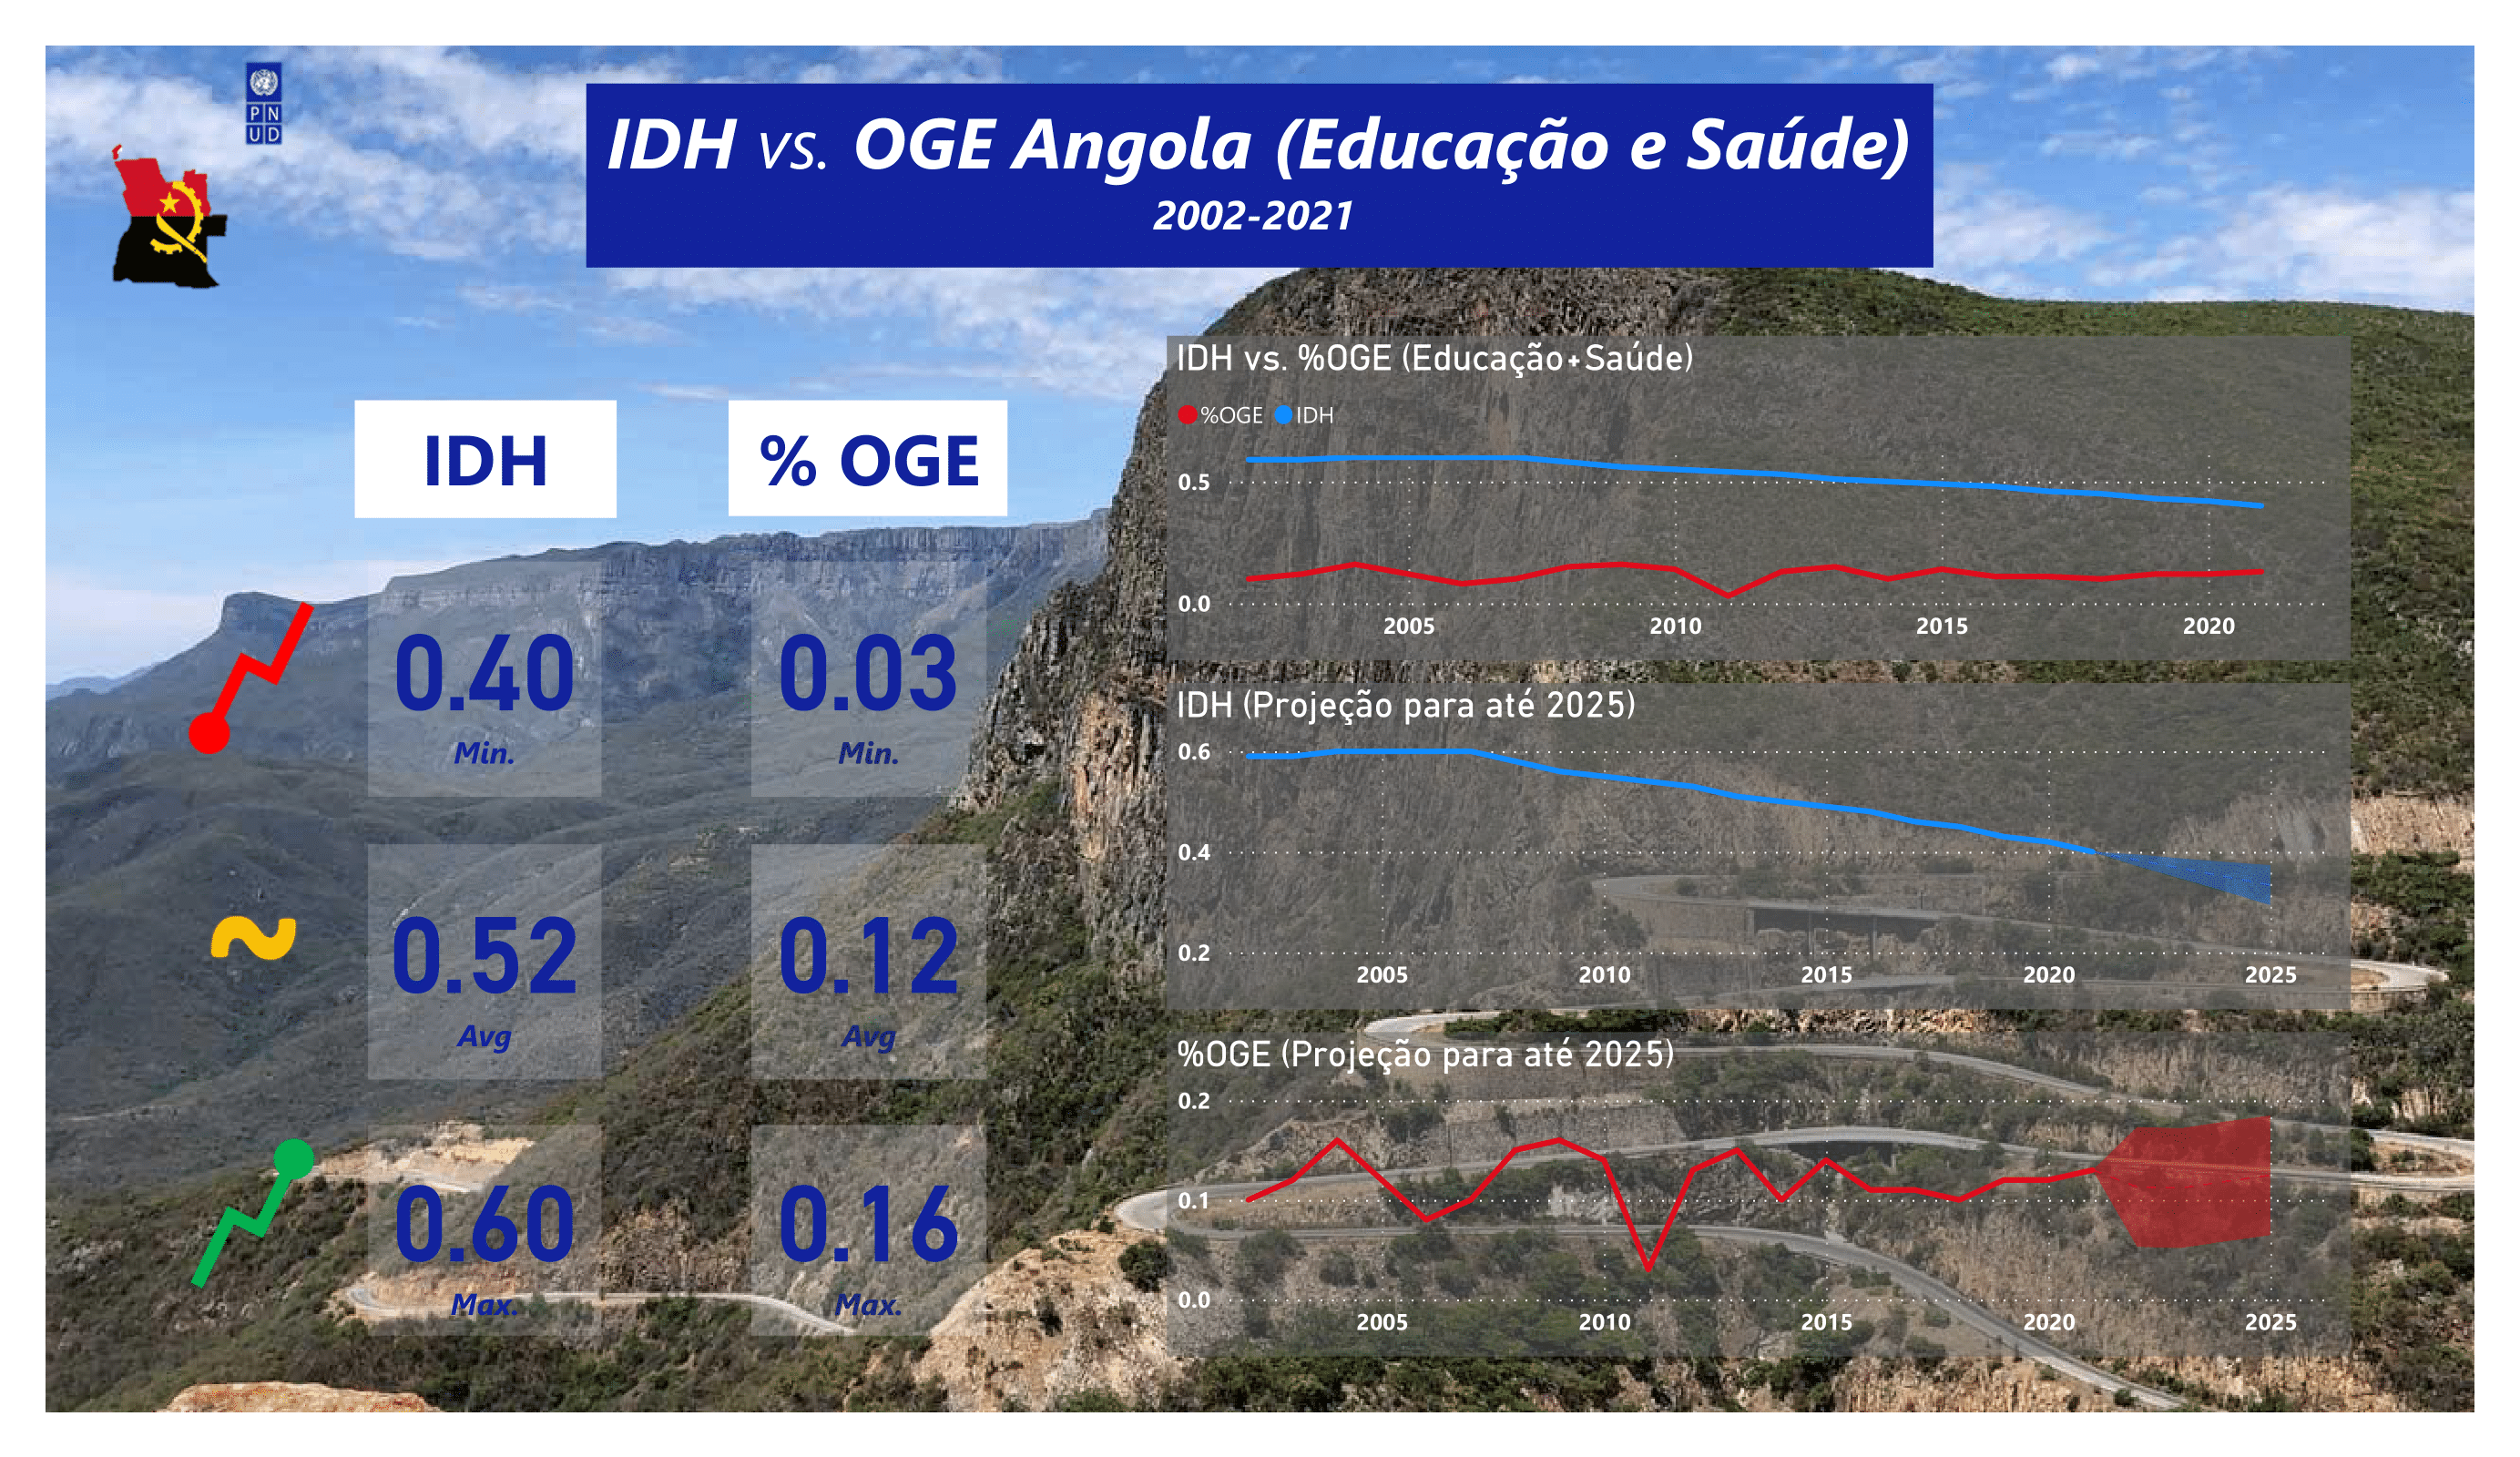 PN
UD
IDH vs. OGE Angola (Educação e Saúde)
2002-2021
IDH
% OGE
0.40
Min.
0.03
Min.
0.52
Avg
0.12
Avg
0.60
Max.
0.16
Max.
IDH vs. %OGE (Educação+Saúde)
%OGE IDH
0.5
0.0
2005 2010 2015 2020
IDH (Projeção para até 2025)
0.6
0.4
0.2
2005 2010 2015 2020 2025
%OGE (Projeção para até 2025)
0.2
0.1
0.0
2005 2010 2015 2020 2025